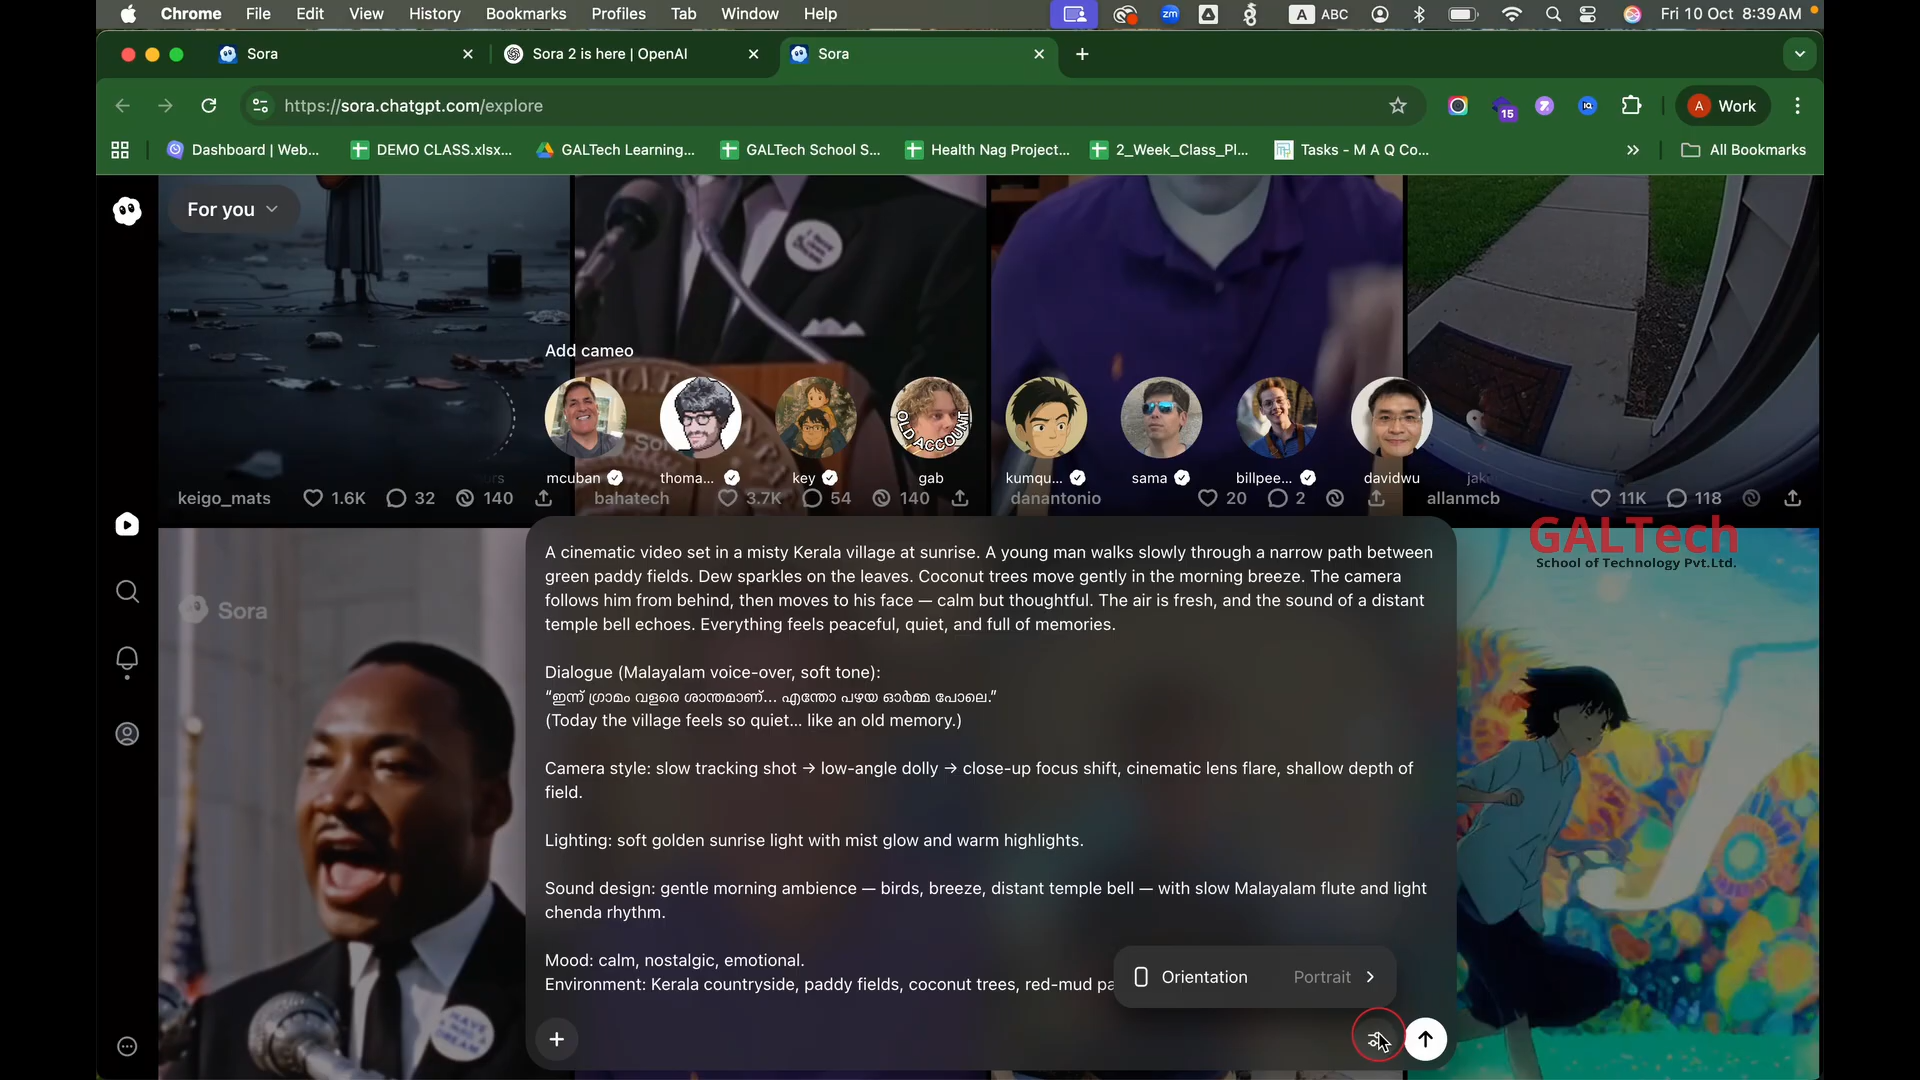 Chrome File Edit View History Bookmarks Profiles Tab Window Help zm A ABC Fri 10 Oct 8:39 AM
Sora Sora 2 is here | OpenAI Sora
https://sora.chatgpt.com/explore 15 A Work
Dashboard | Web... DEMO CLASS.xlsx... GALTech Learning... GALTech School S... Health Nag Project... 2_Week_Class_Pl... Tasks - M A Q Co... All Bookmarks
For you
Add cameo
OLD ACCOUNT
mcuban thoma... key gab kumqu... sama billpee... davidwu
keigo_mats 1.6K 32 140 bahatech 3.7K 54 140 danantonio 20 2 allanmcb 11K 118
GALTech
School of Technology Pvt.Ltd.
Sora
A cinematic video set in a misty Kerala village at sunrise. A young man walks slowly through a narrow path between
green paddy fields. Dew sparkles on the leaves. Coconut trees move gently in the morning breeze. The camera
follows him from behind, then moves to his face — calm but thoughtful. The air is fresh, and the sound of a distant
temple bell echoes. Everything feels peaceful, quiet, and full of memories.
Dialogue (Malayalam voice-over, soft tone):
“ഇന്ന് ഗ്രാമം വളരെ ശാന്തമാണ്... എന്തോ പഴയ ഓർമ്മ പോലെ.”
(Today the village feels so quiet... like an old memory.)
Camera style: slow tracking shot → low-angle dolly → close-up focus shift, cinematic lens flare, shallow depth of
field.
Lighting: soft golden sunrise light with mist glow and warm highlights.
Sound design: gentle morning ambience — birds, breeze, distant temple bell — with slow Malayalam flute and light
chenda rhythm.
Mood: calm, nostalgic, emotional.
Environment: Kerala countryside, paddy fields, coconut trees, red-mud pa
Orientation Portrait